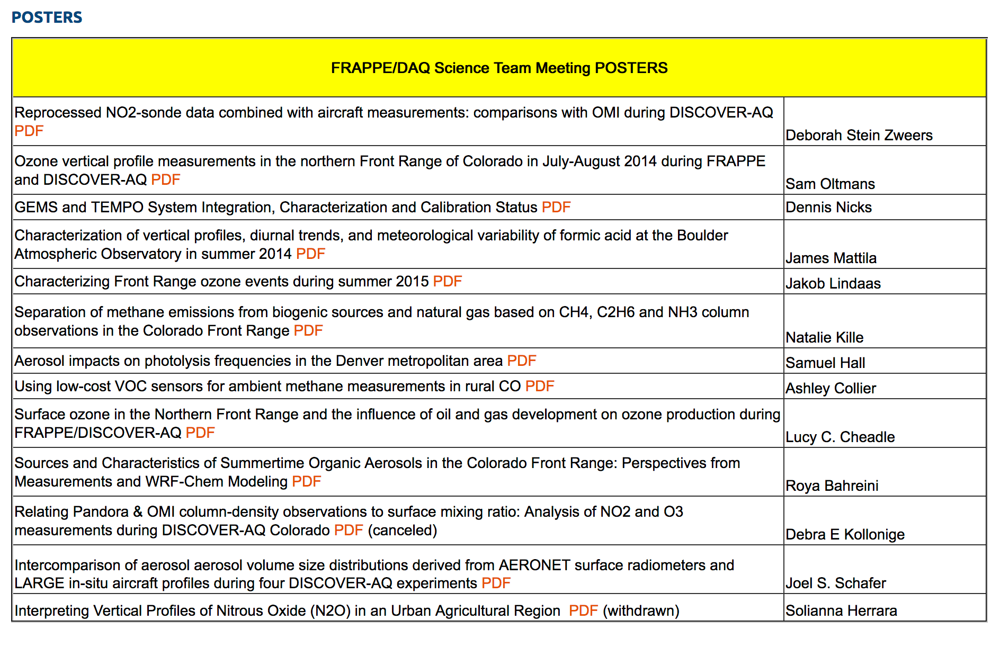 POSTERS
FRAPPE/DAQ Science Team Meeting POSTERS
Reprocessed NO2-sonde data combined with aircraft measurements: comparisons with OMI during DISCOVER-AQ
PDF
Deborah Stein Zweers
Ozone vertical profile measurements in the northern Front Range of Colorado in July-August 2014 during FRAPPE
and DISCOVER-AQ PDF
Sam Oltmans
GEMS and TEMPO System Integration, Characterization and Calibration Status PDF
Dennis Nicks
Characterization of vertical profiles, diurnal trends, and meteorological variability of formic acid at the Boulder
Atmospheric Observatory in summer 2014 PDF
James Mattila
Characterizing Front Range ozone events during summer 2015 PDF
Jakob Lindaas
Separation of methane emissions from biogenic sources and natural gas based on CH4, C2H6 and NH3 column
observations in the Colorado Front Range PDF
Natalie Kille
Aerosol impacts on photolysis frequencies in the Denver metropolitan area PDF
Samuel Hall
Using low-cost VOC sensors for ambient methane measurements in rural CO PDF
Ashley Collier
Surface ozone in the Northern Front Range and the influence of oil and gas development on ozone production during
FRAPPE/DISCOVER-AQ PDF
Lucy C. Cheadle
Sources and Characteristics of Summertime Organic Aerosols in the Colorado Front Range: Perspectives from
Measurements and WRF-Chem Modeling PDF
Roya Bahreini
Relating Pandora & OMI column-density observations to surface mixing ratio: Analysis of NO2 and O3
measurements during DISCOVER-AQ Colorado PDF (canceled)
Debra E Kollonige
Intercomparison of aerosol aerosol volume size distributions derived from AERONET surface radiometers and
LARGE in-situ aircraft profiles during four DISCOVER-AQ experiments PDF
Joel S. Schafer
Interpreting Vertical Profiles of Nitrous Oxide (N2O) in an Urban Agricultural Region  PDF (withdrawn)
Solianna Herrara